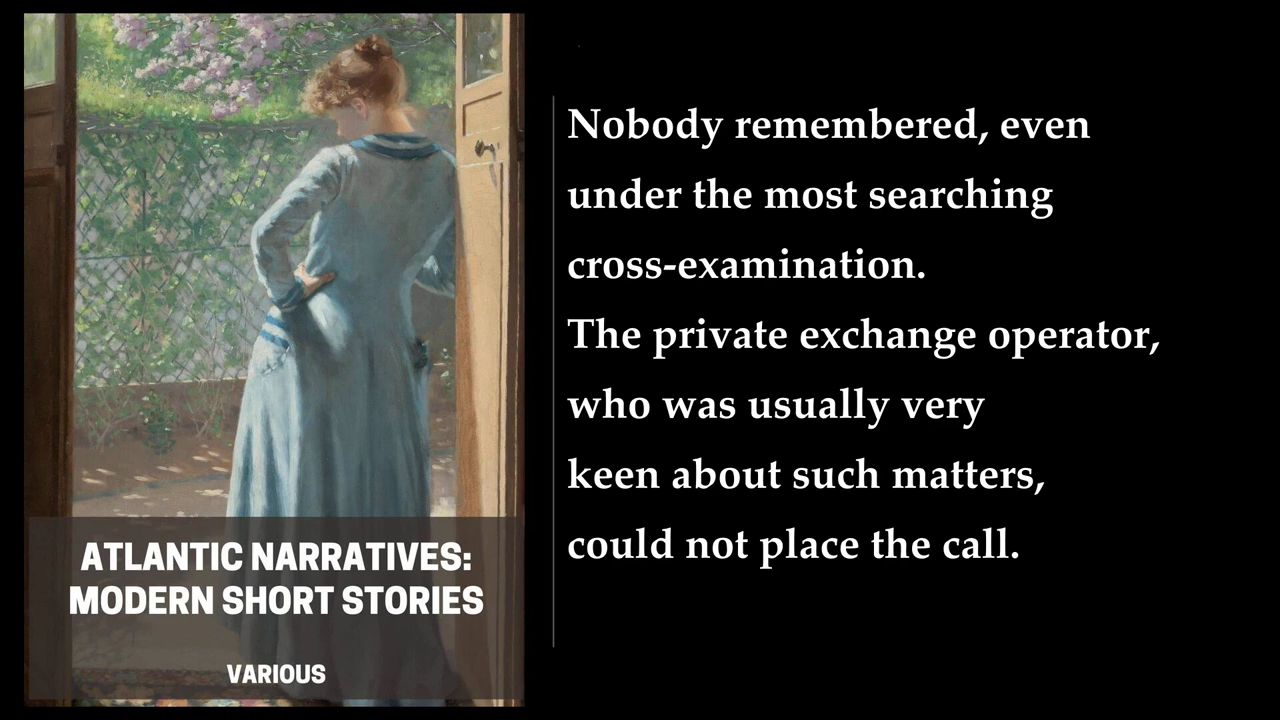 ATLANTIC NARRATIVES:
MODERN SHORT STORIES
VARIOUS
Nobody remembered, even
under the most searching
cross-examination.
The private exchange operator,
who was usually very
keen about such matters,
could not place the call.